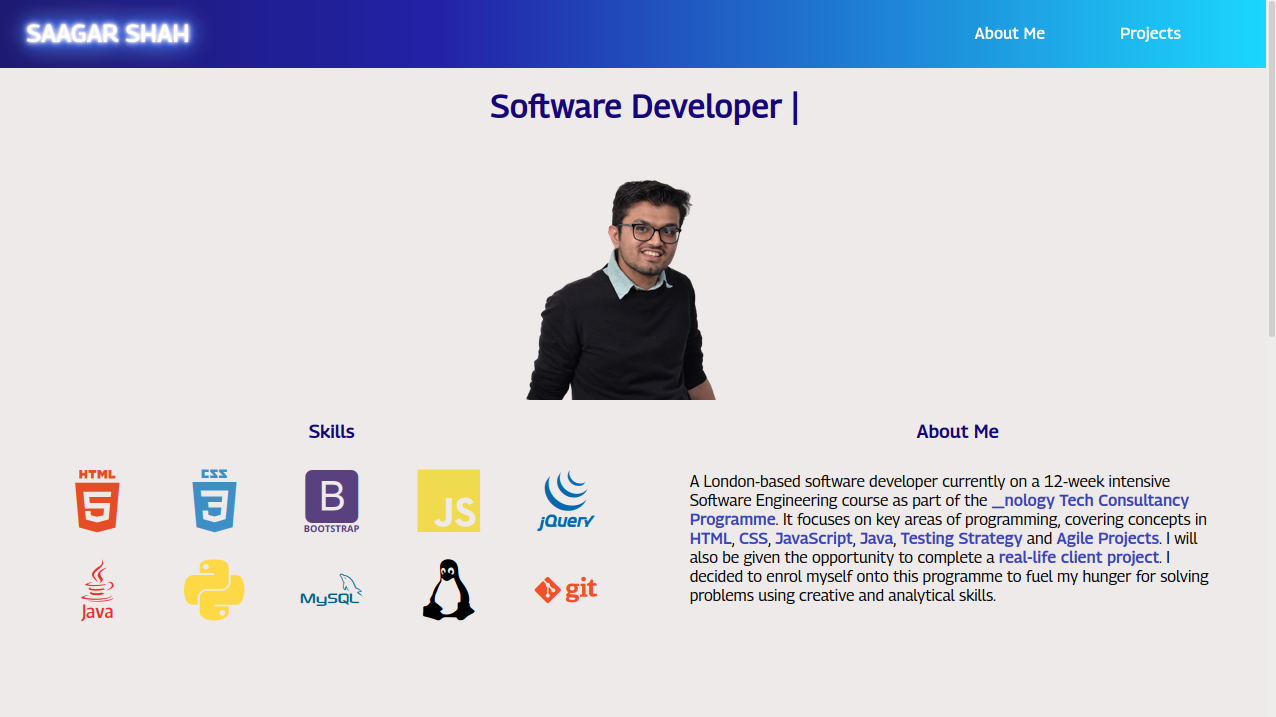 SAAGAR SHAH
About Me
Projects
Software Developer |
Skills
HTML
5
CSS
3
B
BOOTSTRAP
JS
jQuery
Java
MySQL
git
About Me
A London-based software developer currently on a 12-week intensive
Software Engineering course as part of the __nology Tech Consultancy
Programme. It focuses on key areas of programming, covering concepts in
HTML, CSS, JavaScript, Java, Testing Strategy and Agile Projects. I will
also be given the opportunity to complete a real-life client project. I
decided to enrol myself onto this programme to fuel my hunger for solving
problems using creative and analytical skills.